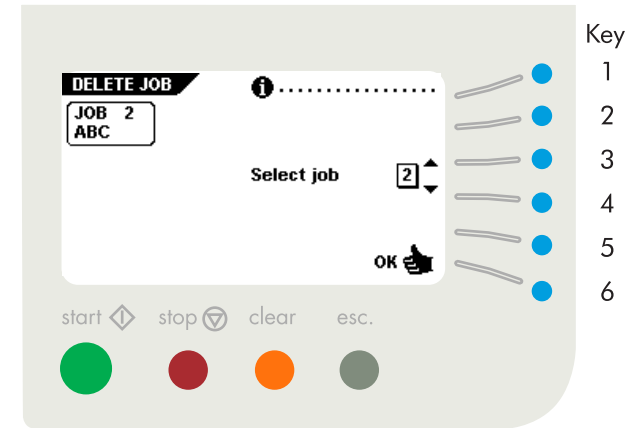 Key
1
2
3
4
5
6
DELETE JOB
JOB 2
ABC
Select job 2
OK
start stop clear esc.